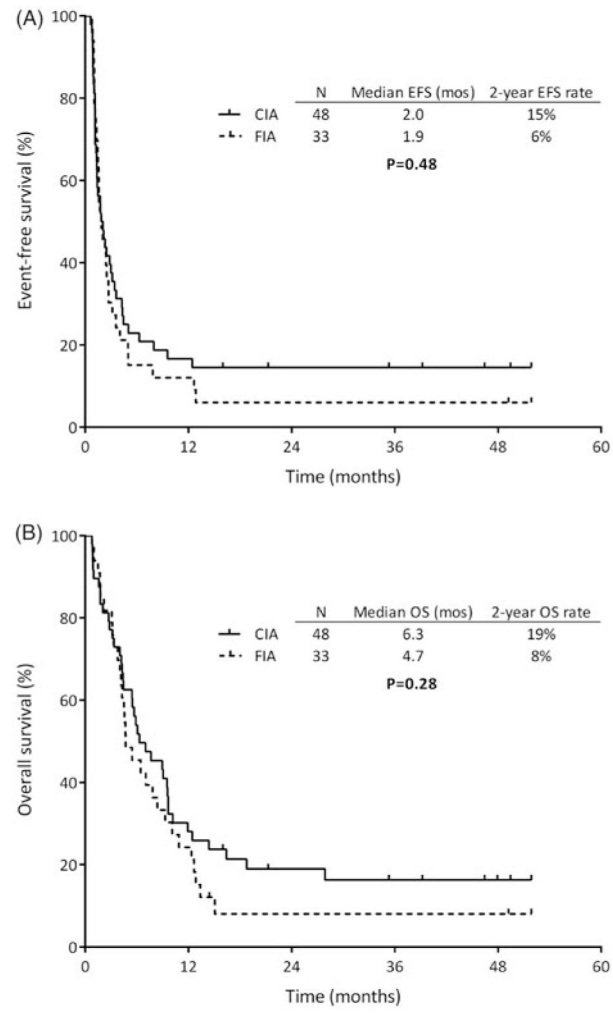 (A)
Event-free survival (%)
100
80
60
40
20
0
N Median EFS (mos) 2-year EFS rate
CIA 48 2.0 15%
FIA 33 1.9 6%
P=0.48
0 12 24 36 48 60
Time (months)
(B)
Overall survival (%)
100
80
60
40
20
0
N Median OS (mos) 2-year OS rate
CIA 48 6.3 19%
FIA 33 4.7 8%
P=0.28
0 12 24 36 48 60
Time (months)